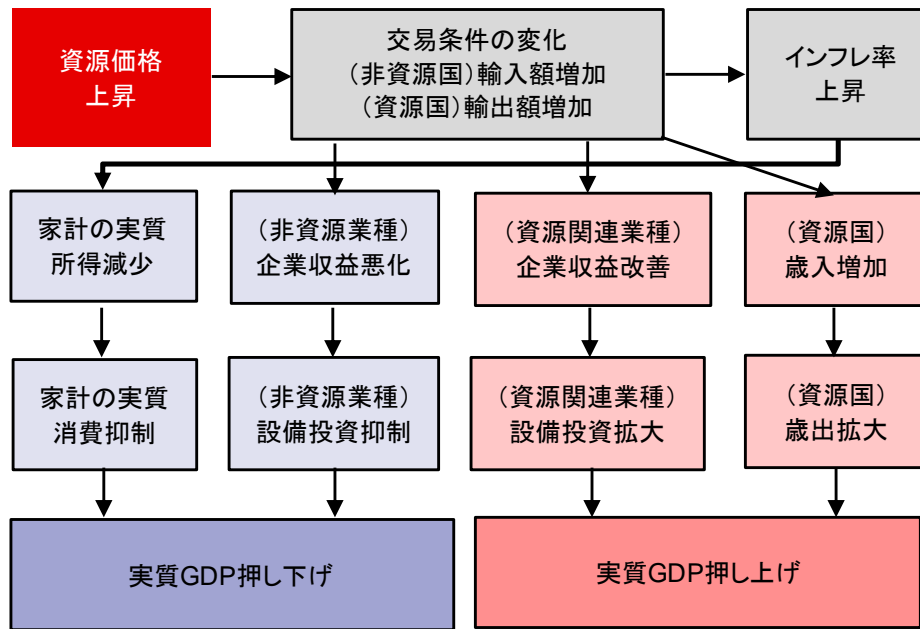 資源価格
上昇
交易条件の変化
(非資源国)輸入額増加
(資源国)輸出額増加
インフレ率
上昇
家計の実質
所得減少
(非資源業種)
企業収益悪化
(資源関連業種)
企業収益改善
(資源国)
歳入増加
家計の実質
消費抑制
(非資源業種)
設備投資抑制
(資源関連業種)
設備投資拡大
(資源国)
歳出拡大
実質GDP押し下げ
実質GDP押し上げ